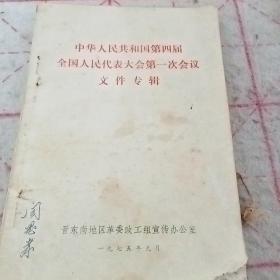 中华人民共和国第四届
全国人民代表大会第一次会议
文件专辑
晋东南地区革委政工组宣传办公室
一九七五年九月